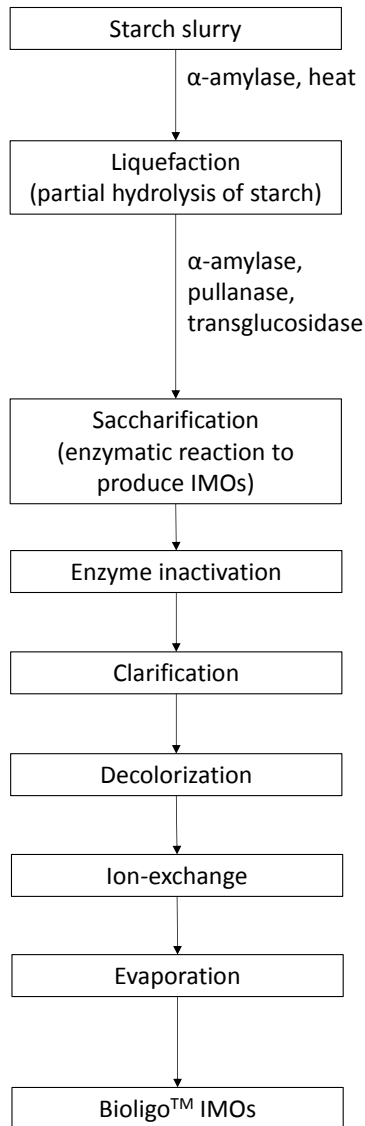 Starch slurry
α-amylase, heat
Liquefaction
(partial hydrolysis of starch)
α-amylase,
pullanase,
transglucosidase
Saccharification
(enzymatic reaction to
produce IMOs)
Enzyme inactivation
Clarification
Decolorization
Ion-exchange
Evaporation
Bioligo™ IMOs